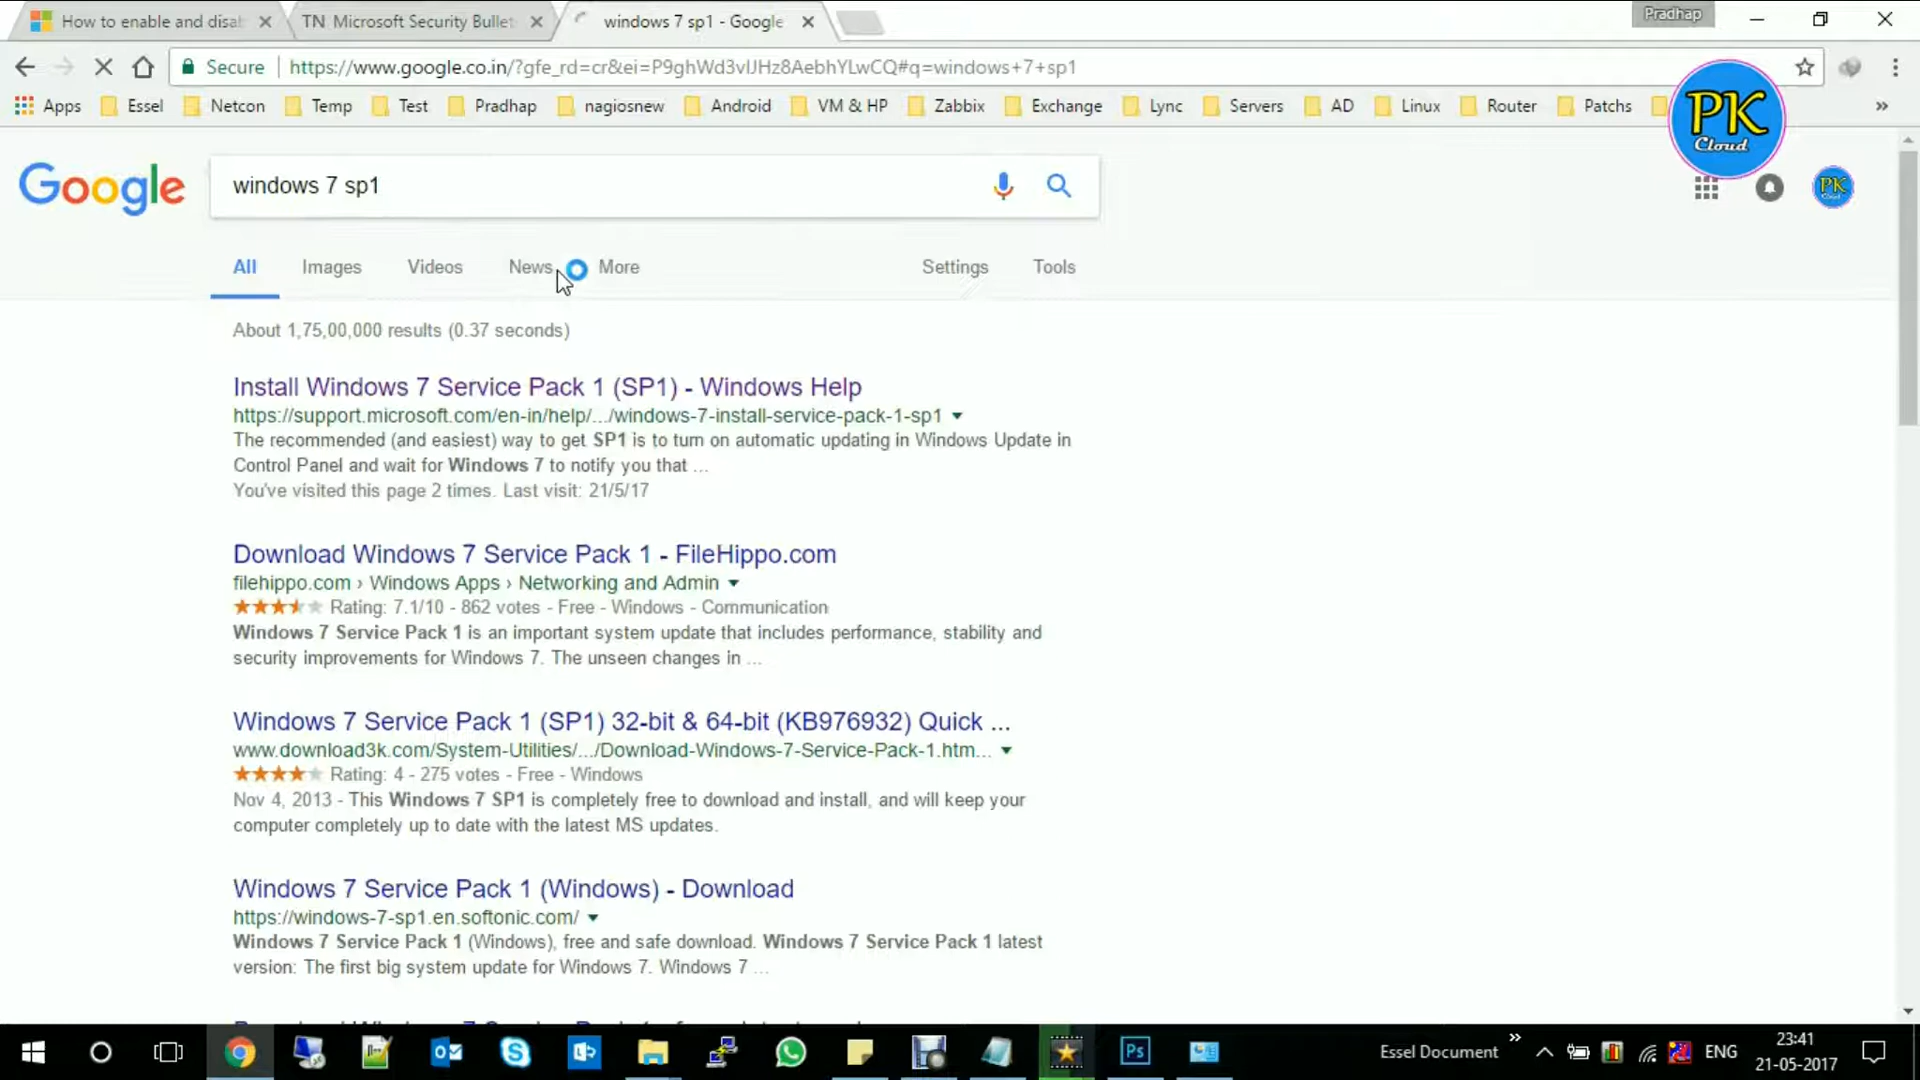 How to enable and disal
TN Microsoft Security Bullet
windows 7 sp1 - Google
Pradhap
Secure
https://www.google.co.in/?gfe_rd=cr&ei=P9ghWd3vIJHz8AebhYLwCQ#q=windows+7+sp1
Apps
Essel
Netcon
Temp
Test
Pradhap
nagiosnew
Android
VM & HP
Zabbix
Exchange
Lync
Servers
AD
Linux
Router
Patchs
»
PK
Cloud
Google
windows 7 sp1
PK
Cloud
All
Images
Videos
News
More
Settings
Tools
About 1,75,00,000 results (0.37 seconds)
Install Windows 7 Service Pack 1 (SP1) - Windows Help
https://support.microsoft.com/en-in/help/.../windows-7-install-service-pack-1-sp1
The recommended (and easiest) way to get SP1 is to turn on automatic updating in Windows Update in
Control Panel and wait for Windows 7 to notify you that ...
You've visited this page 2 times. Last visit: 21/5/17
Download Windows 7 Service Pack 1 - FileHippo.com
filehippo.com › Windows Apps › Networking and Admin
Rating: 7.1/10 - 862 votes - Free - Windows - Communication
Windows 7 Service Pack 1 is an important system update that includes performance, stability and
security improvements for Windows 7. The unseen changes in ...
Windows 7 Service Pack 1 (SP1) 32-bit & 64-bit (KB976932) Quick ...
www.download3k.com/System-Utilities/.../Download-Windows-7-Service-Pack-1.htm...
Rating: 4 - 275 votes - Free - Windows
Nov 4, 2013 - This Windows 7 SP1 is completely free to download and install, and will keep your
computer completely up to date with the latest MS updates.
Windows 7 Service Pack 1 (Windows) - Download
https://windows-7-sp1.en.softonic.com/
Windows 7 Service Pack 1 (Windows), free and safe download. Windows 7 Service Pack 1 latest
version: The first big system update for Windows 7. Windows 7 ...
Ps
Essel Document
»
ENG
23:41
21-05-2017